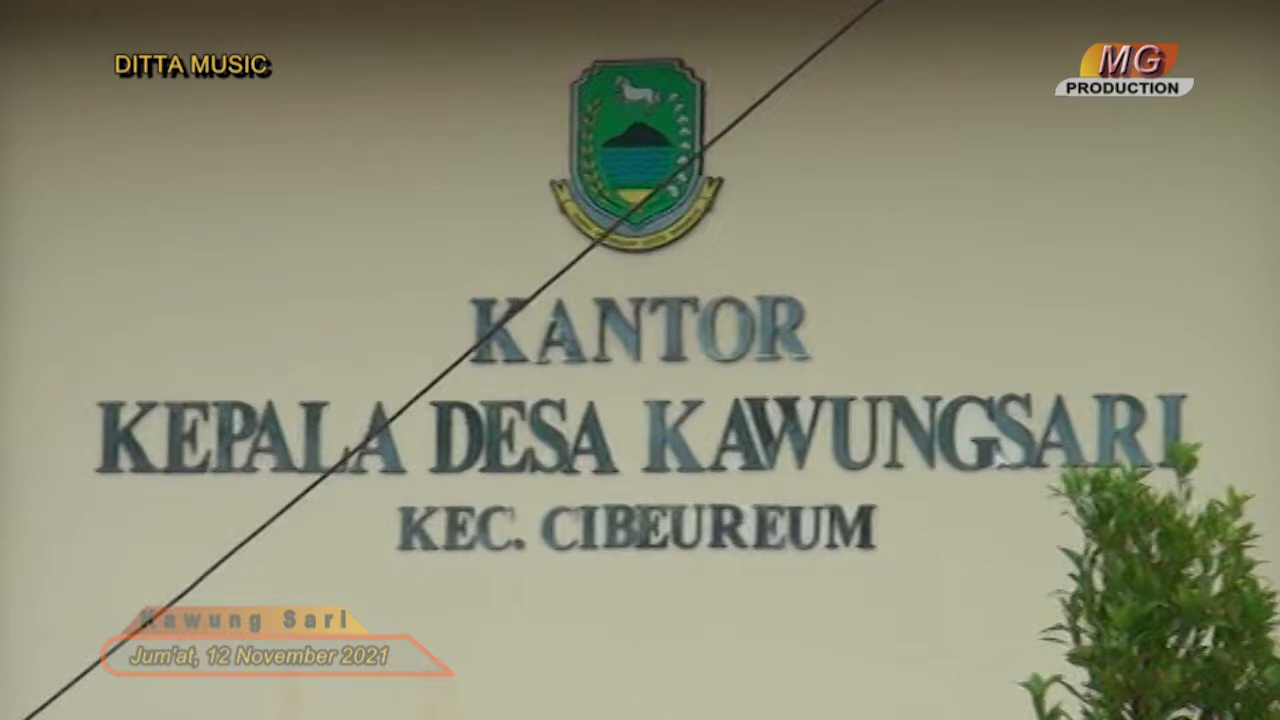 DITTA MUSIC
MG
PRODUCTION
KANTOR
KEPALA DESA KAWUNGSARI
KEC. CIBEUREUM
Kawung Sari
Jum'at, 12 November 2021